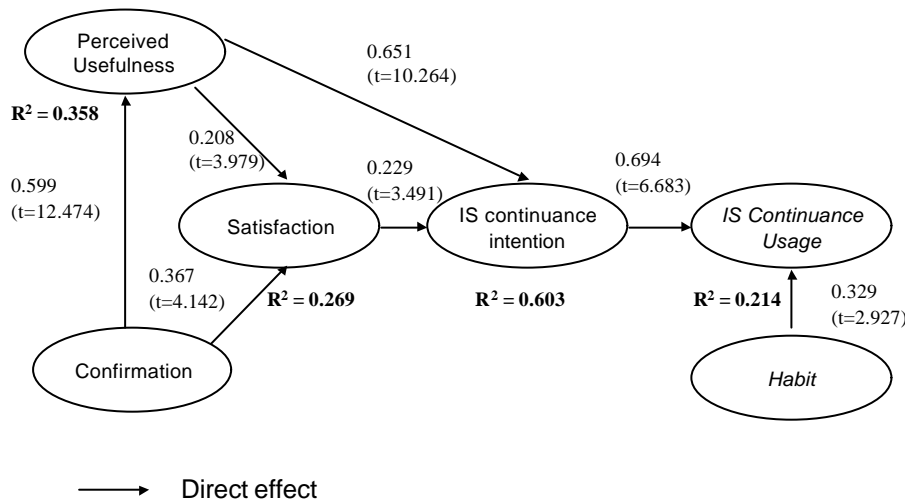 Perceived
Usefulness
0.651
(t=10.264)
R² = 0.358
0.208
(t=3.979)
0.599
(t=12.474)
0.229
(t=3.491)
0.694
(t=6.683)
Satisfaction
IS continuance
intention
IS Continuance
Usage
0.367
(t=4.142)
R² = 0.269
R² = 0.603
R² = 0.214
0.329
(t=2.927)
Confirmation
Habit
Direct effect